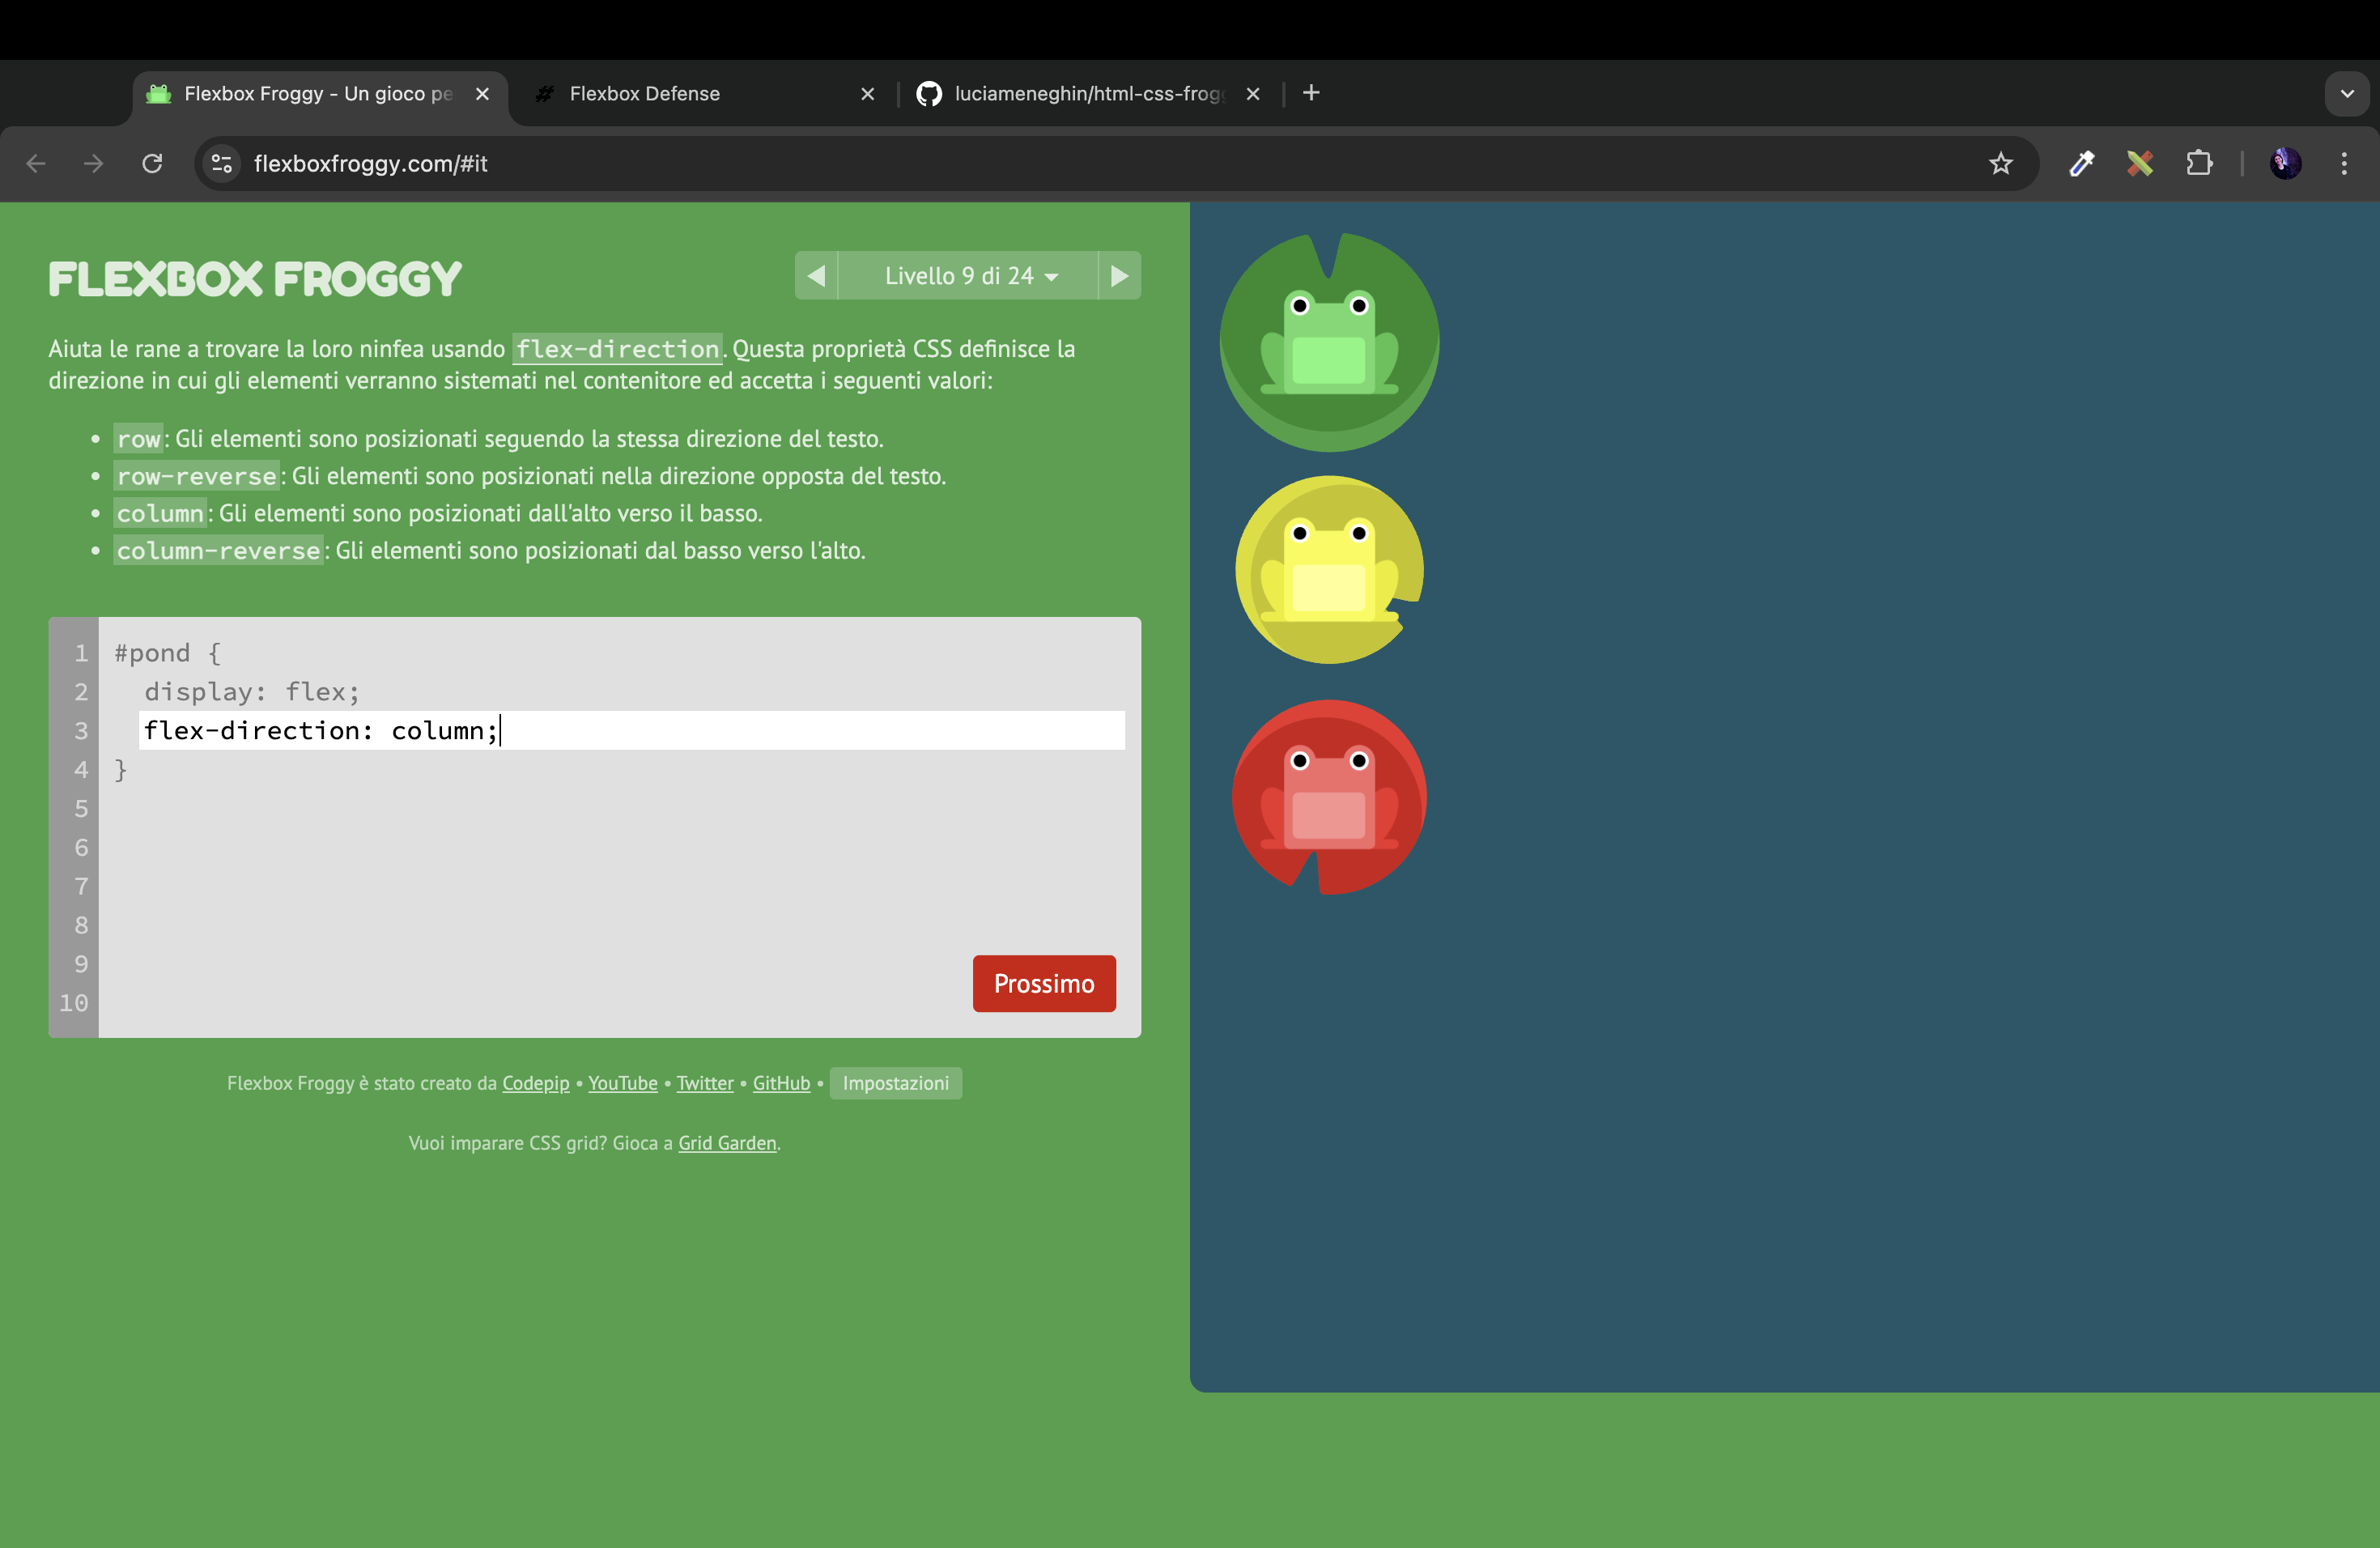 Flexbox Froggy - Un gioco pe
Flexbox Defense
luciameneghin/html-css-frogg
flexboxfroggy.com/#it
FLEXBOX FROGGY
Livello 9 di 24
Aiuta le rane a trovare la loro ninfea usando flex-direction. Questa proprietà CSS definisce la
direzione in cui gli elementi verranno sistemati nel contenitore ed accetta i seguenti valori:
• row: Gli elementi sono posizionati seguendo la stessa direzione del testo.
• row-reverse: Gli elementi sono posizionati nella direzione opposta del testo.
• column: Gli elementi sono posizionati dall'alto verso il basso.
• column-reverse: Gli elementi sono posizionati dal basso verso l'alto.
1 #pond {
2 display: flex;
3 flex-direction: column;
4 }
5
6
7
8
9
10
Prossimo
Flexbox Froggy è stato creato da Codepip • YouTube • Twitter • GitHub • Impostazioni
Vuoi imparare CSS grid? Gioca a Grid Garden.